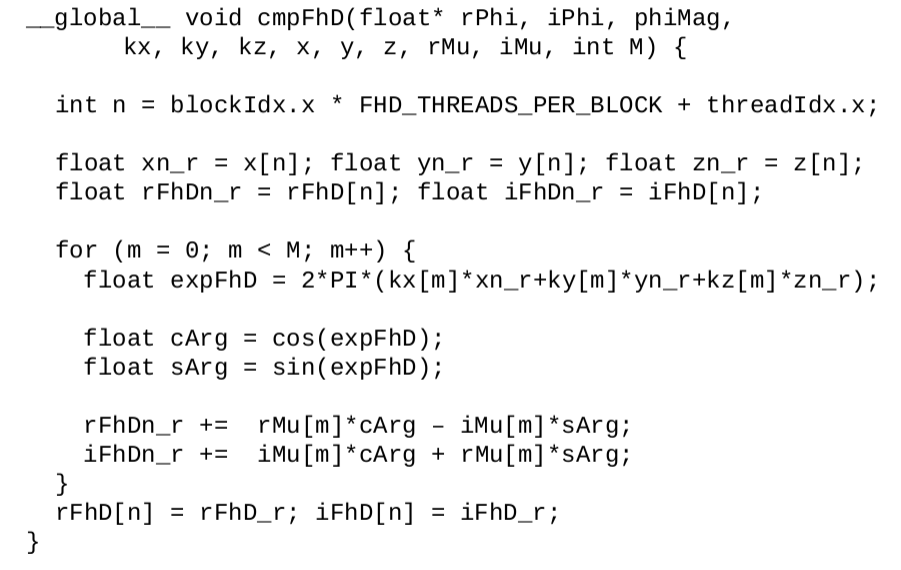 __global__ void cmpFhD(float* rPhi, iPhi, phiMag,
kx, ky, kz, x, y, z, rMu, iMu, int M) {
int n = blockIdx.x * FHD_THREADS_PER_BLOCK + threadIdx.x;
float xn_r = x[n]; float yn_r = y[n]; float zn_r = z[n];
float rFhDn_r = rFhD[n]; float iFhDn_r = iFhD[n];
for (m = 0; m < M; m++) {
float expFhD = 2*PI*(kx[m]*xn_r+ky[m]*yn_r+kz[m]*zn_r);
float cArg = cos(expFhD);
float sArg = sin(expFhD);
rFhDn_r += rMu[m]*cArg – iMu[m]*sArg;
iFhDn_r += iMu[m]*cArg + rMu[m]*sArg;
}
rFhD[n] = rFhD_r; iFhD[n] = iFhD_r;
}